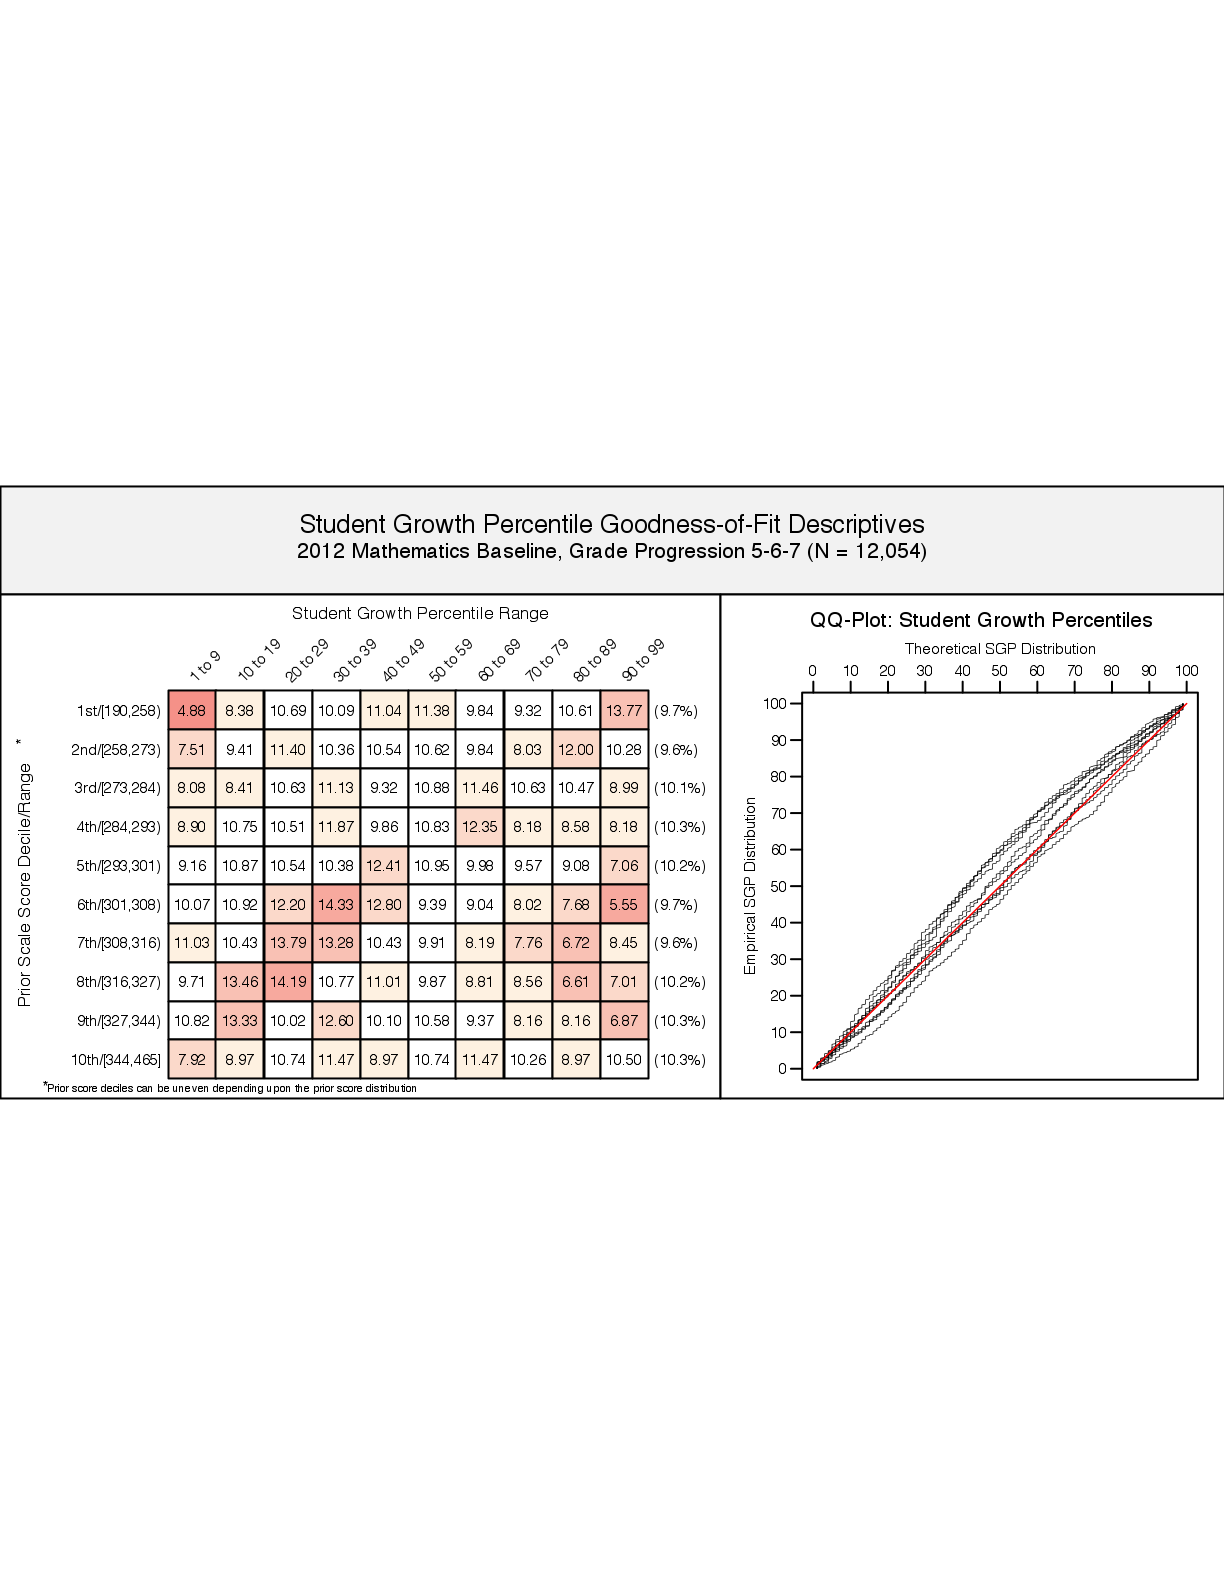 Student Growth Percentile Goodness-of-Fit Descriptives
2012 Mathematics Baseline, Grade Progression 5-6-7 (N = 12,054)
Student Growth Percentile Range
1 to 9 10 to 19 20 to 29 30 to 39 40 to 49 50 to 59 60 to 69 70 to 79 80 to 89 90 to 99
Prior Scale Score Decile/Range *
1st/[190,258) 4.88 8.38 10.69 10.09 11.04 11.38 9.84 9.32 10.61 13.77 (9.7%)
2nd/[258,273) 7.51 9.41 11.40 10.36 10.54 10.62 9.84 8.03 12.00 10.28 (9.6%)
3rd/[273,284) 8.08 8.41 10.63 11.13 9.32 10.88 11.46 10.63 10.47 8.99 (10.1%)
4th/[284,293) 8.90 10.75 10.51 11.87 9.86 10.83 12.35 8.18 8.58 8.18 (10.3%)
5th/[293,301) 9.16 10.87 10.54 10.38 12.41 10.95 9.98 9.57 9.08 7.06 (10.2%)
6th/[301,308) 10.07 10.92 12.20 14.33 12.80 9.39 9.04 8.02 7.68 5.55 (9.7%)
7th/[308,316) 11.03 10.43 13.79 13.28 10.43 9.91 8.19 7.76 6.72 8.45 (9.6%)
8th/[316,327) 9.71 13.46 14.19 10.77 11.01 9.87 8.81 8.56 6.61 7.01 (10.2%)
9th/[327,344) 10.82 13.33 10.02 12.60 10.10 10.58 9.37 8.16 8.16 6.87 (10.3%)
10th/[344,465] 7.92 8.97 10.74 11.47 8.97 10.74 11.47 10.26 8.97 10.50 (10.3%)
*Prior score deciles can be uneven depending upon the prior score distribution
QQ-Plot: Student Growth Percentiles
Theoretical SGP Distribution
0 10 20 30 40 50 60 70 80 90 100
Empirical SGP Distribution
100
90
80
70
60
50
40
30
20
10
0